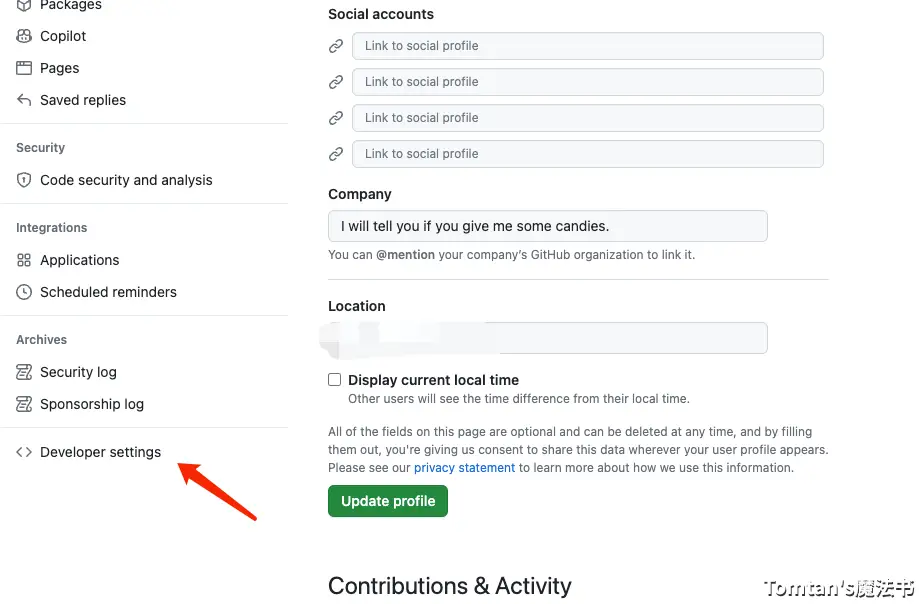 Packages
Copilot
Pages
Saved replies
Security
Code security and analysis
Integrations
Applications
Scheduled reminders
Archives
Security log
Sponsorship log
Developer settings
Social accounts
Link to social profile
Link to social profile
Link to social profile
Link to social profile
Company
I will tell you if you give me some candies.
You can @mention your company's GitHub organization to link it.
Location
Display current local time
Other users will see the time difference from their local time.
All of the fields on this page are optional and can be deleted at any time, and by filling
them out, you're giving us consent to share this data wherever your user profile appears.
Please see our privacy statement to learn more about how we use this information.
Update profile
Contributions & Activity
Tomtan's魔法书